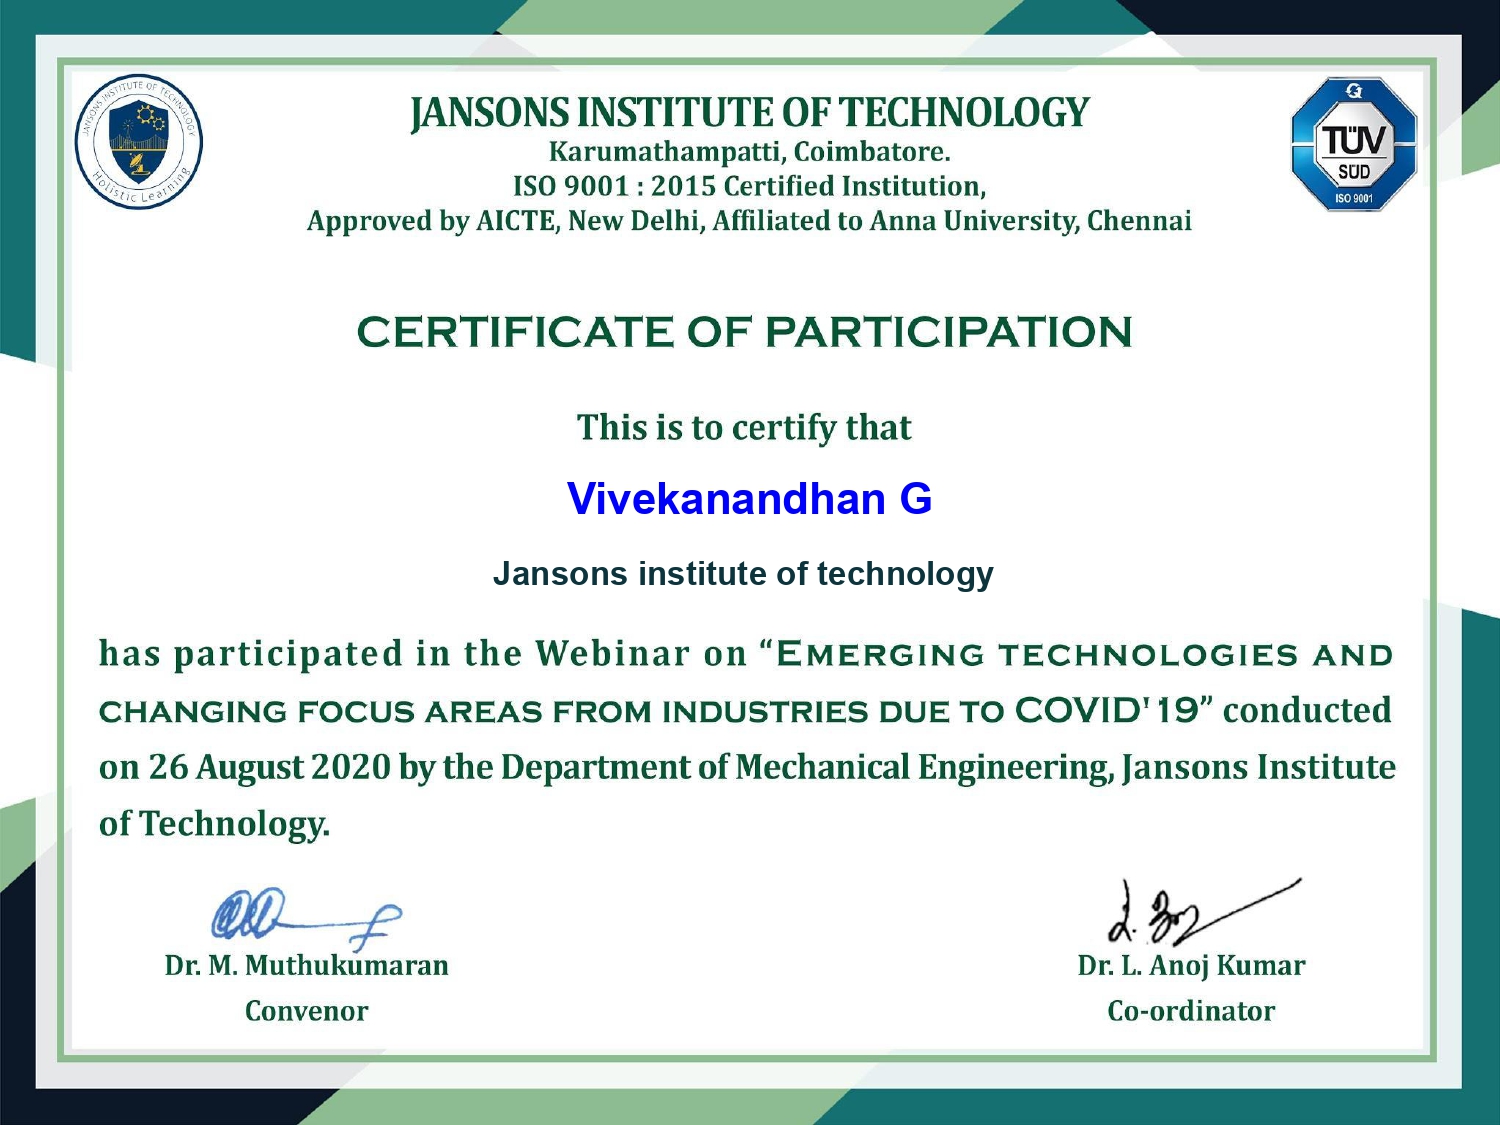 JANSONS INSTITUTE OF TECHNOLOGY
Holistic Learning
G
TÜV
SÜD
ISO 9001
JANSONS INSTITUTE OF TECHNOLOGY
Karumathampatti, Coimbatore.
ISO 9001 : 2015 Certified Institution,
Approved by AICTE, New Delhi, Affiliated to Anna University, Chennai
CERTIFICATE OF PARTICIPATION
This is to certify that
Vivekanandhan G
Jansons institute of technology
has participated in the Webinar on “EMERGING TECHNOLOGIES AND
CHANGING FOCUS AREAS FROM INDUSTRIES DUE TO COVID'19” conducted
on 26 August 2020 by the Department of Mechanical Engineering, Jansons Institute
of Technology.
Dr. M. Muthukumaran
Convenor
Dr. L. Anoj Kumar
Co-ordinator